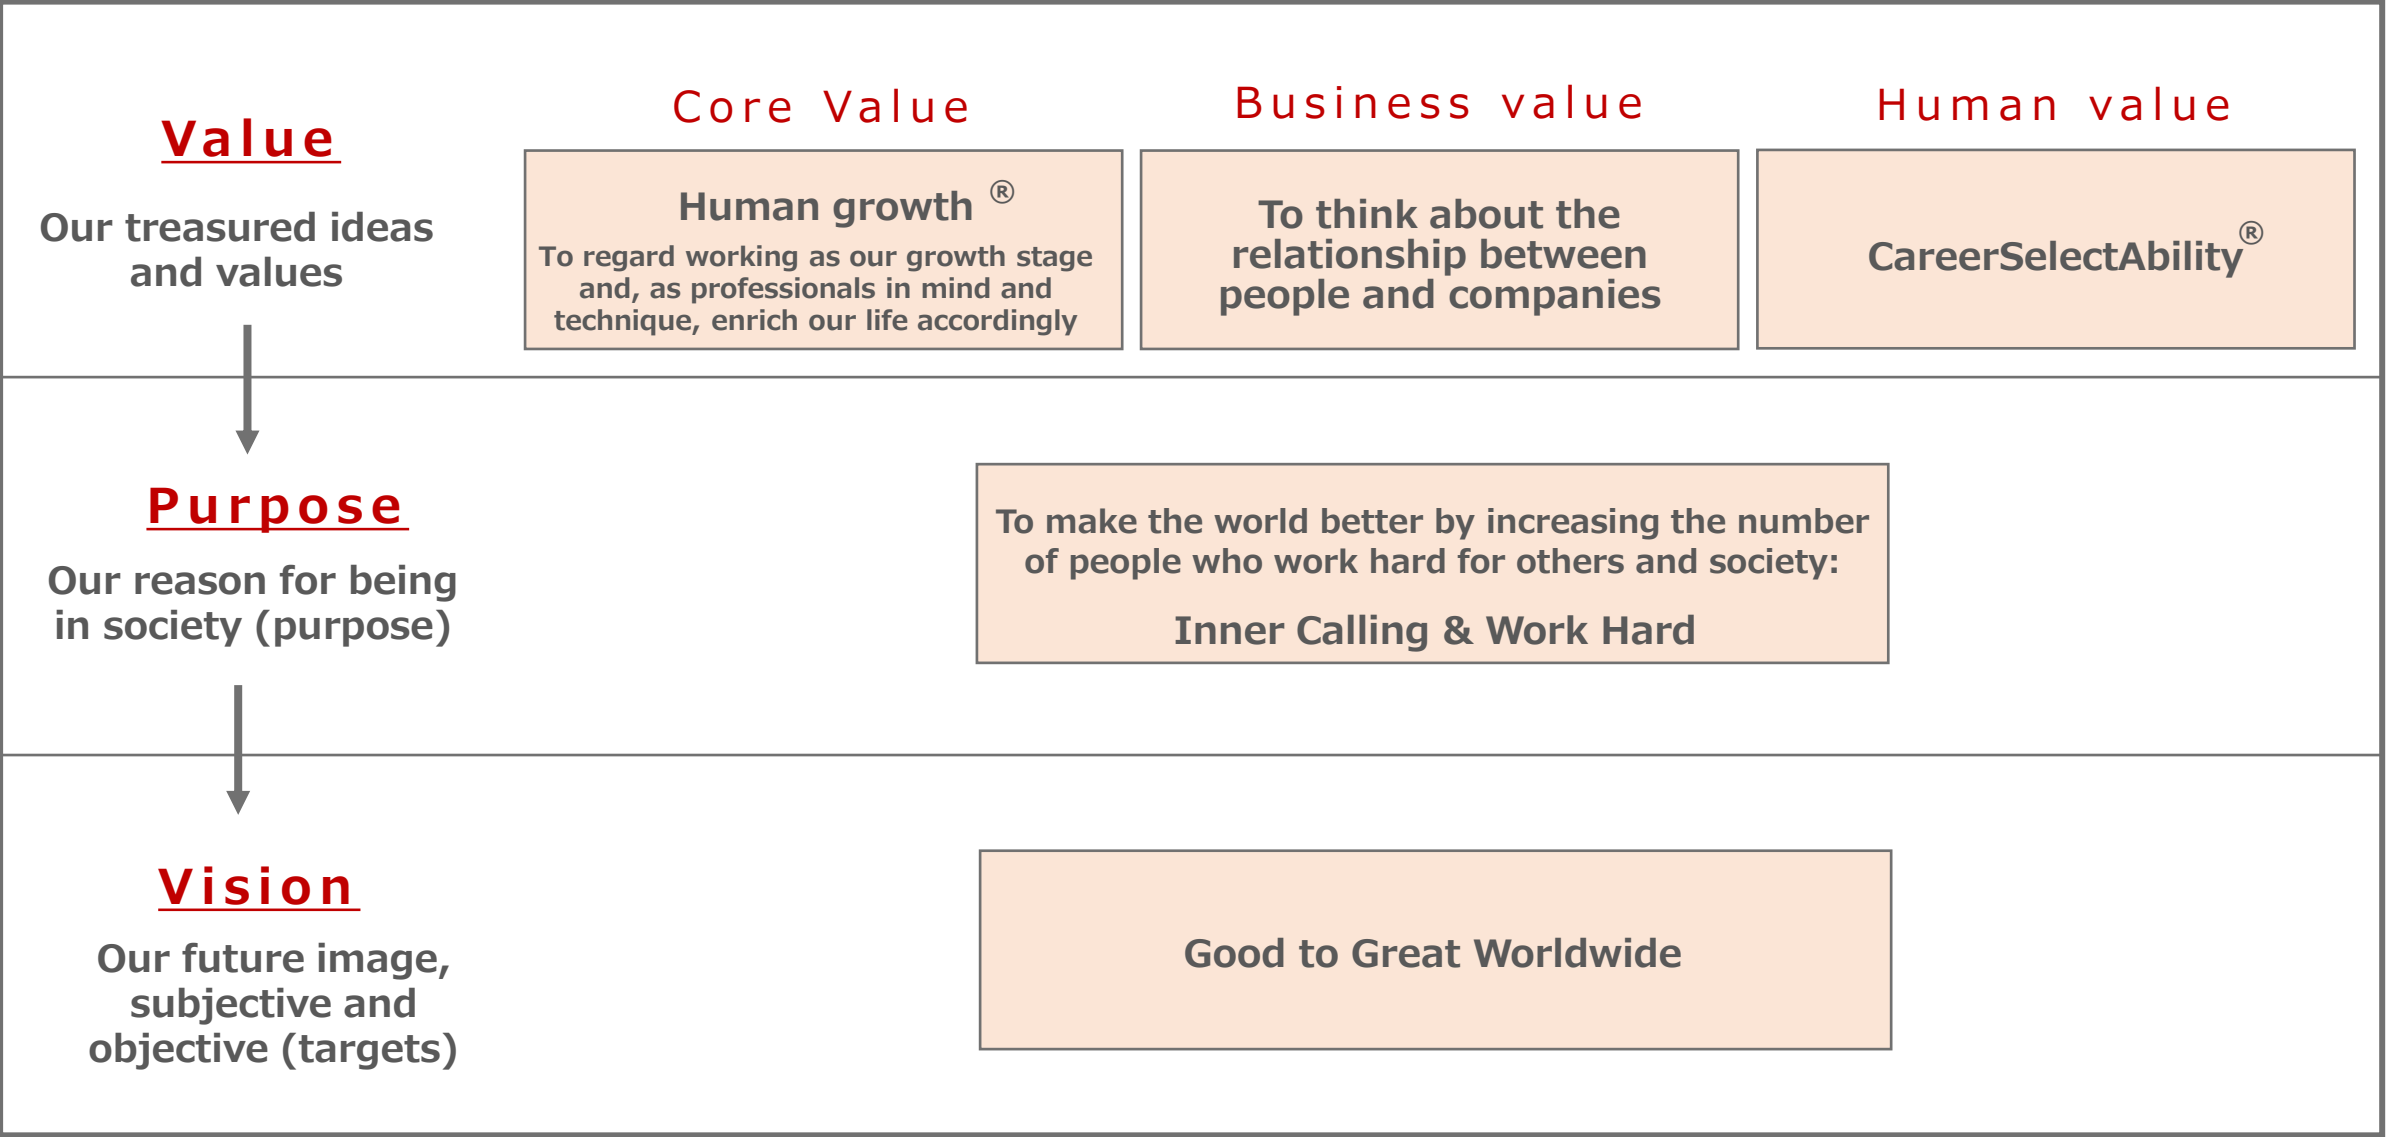 Value
Our treasured ideas
and values
Core Value
Human growth ®
To regard working as our growth stage
and, as professionals in mind and
technique, enrich our life accordingly
Business value
To think about the
relationship between
people and companies
Human value
CareerSelectAbility®
Purpose
Our reason for being
in society (purpose)
To make the world better by increasing the number
of people who work hard for others and society:
Inner Calling & Work Hard
Vision
Our future image,
subjective and
objective (targets)
Good to Great Worldwide